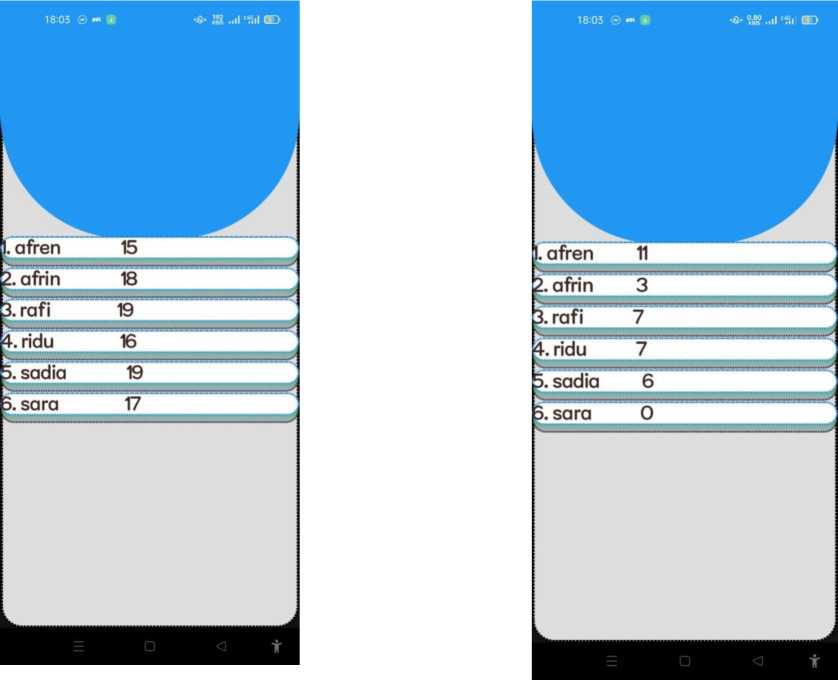 18:03
1. afren 15
2. afrin 18
3. rafi 19
4. ridu 16
5. sadia 19
6. sara 17
18:03
0.80
1. afren 11
2. afrin 3
3. rafi 7
4. ridu 7
5. sadia 6
6. sara 0